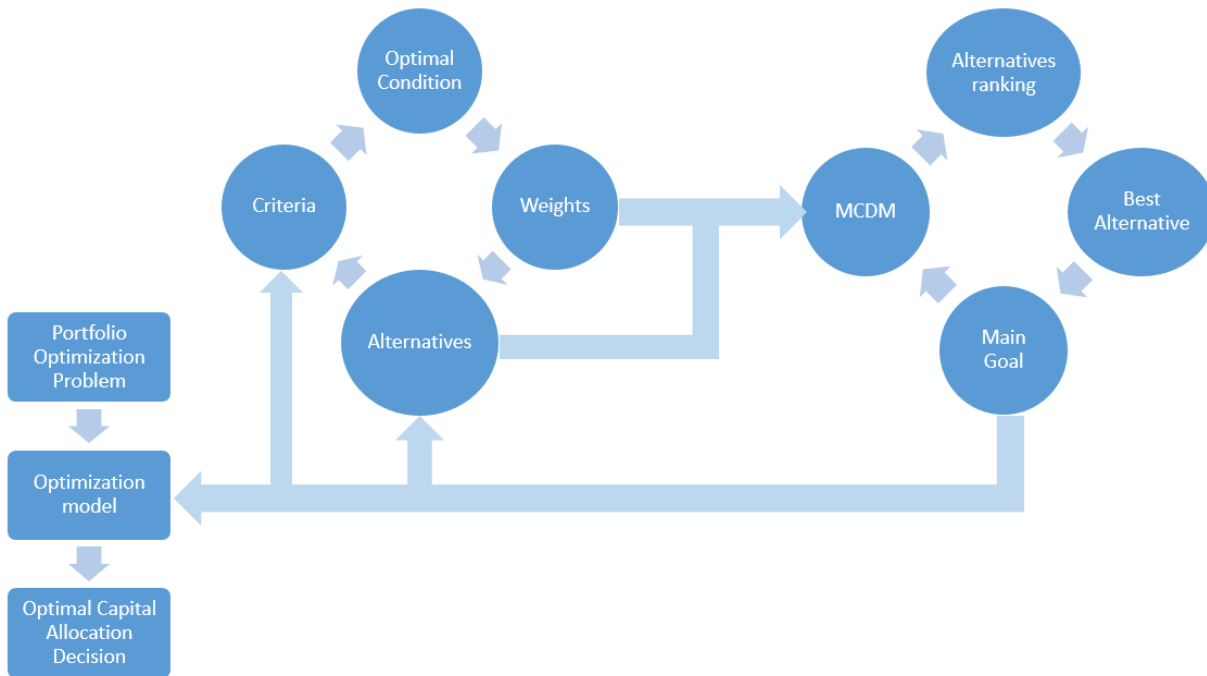 Optimal
Condition
Alternatives
ranking
Criteria
Weights
MCDM
Best
Alternative
Alternatives
Main
Goal
Portfolio
Optimization
Problem
Optimization
model
Optimal Capital
Allocation
Decision